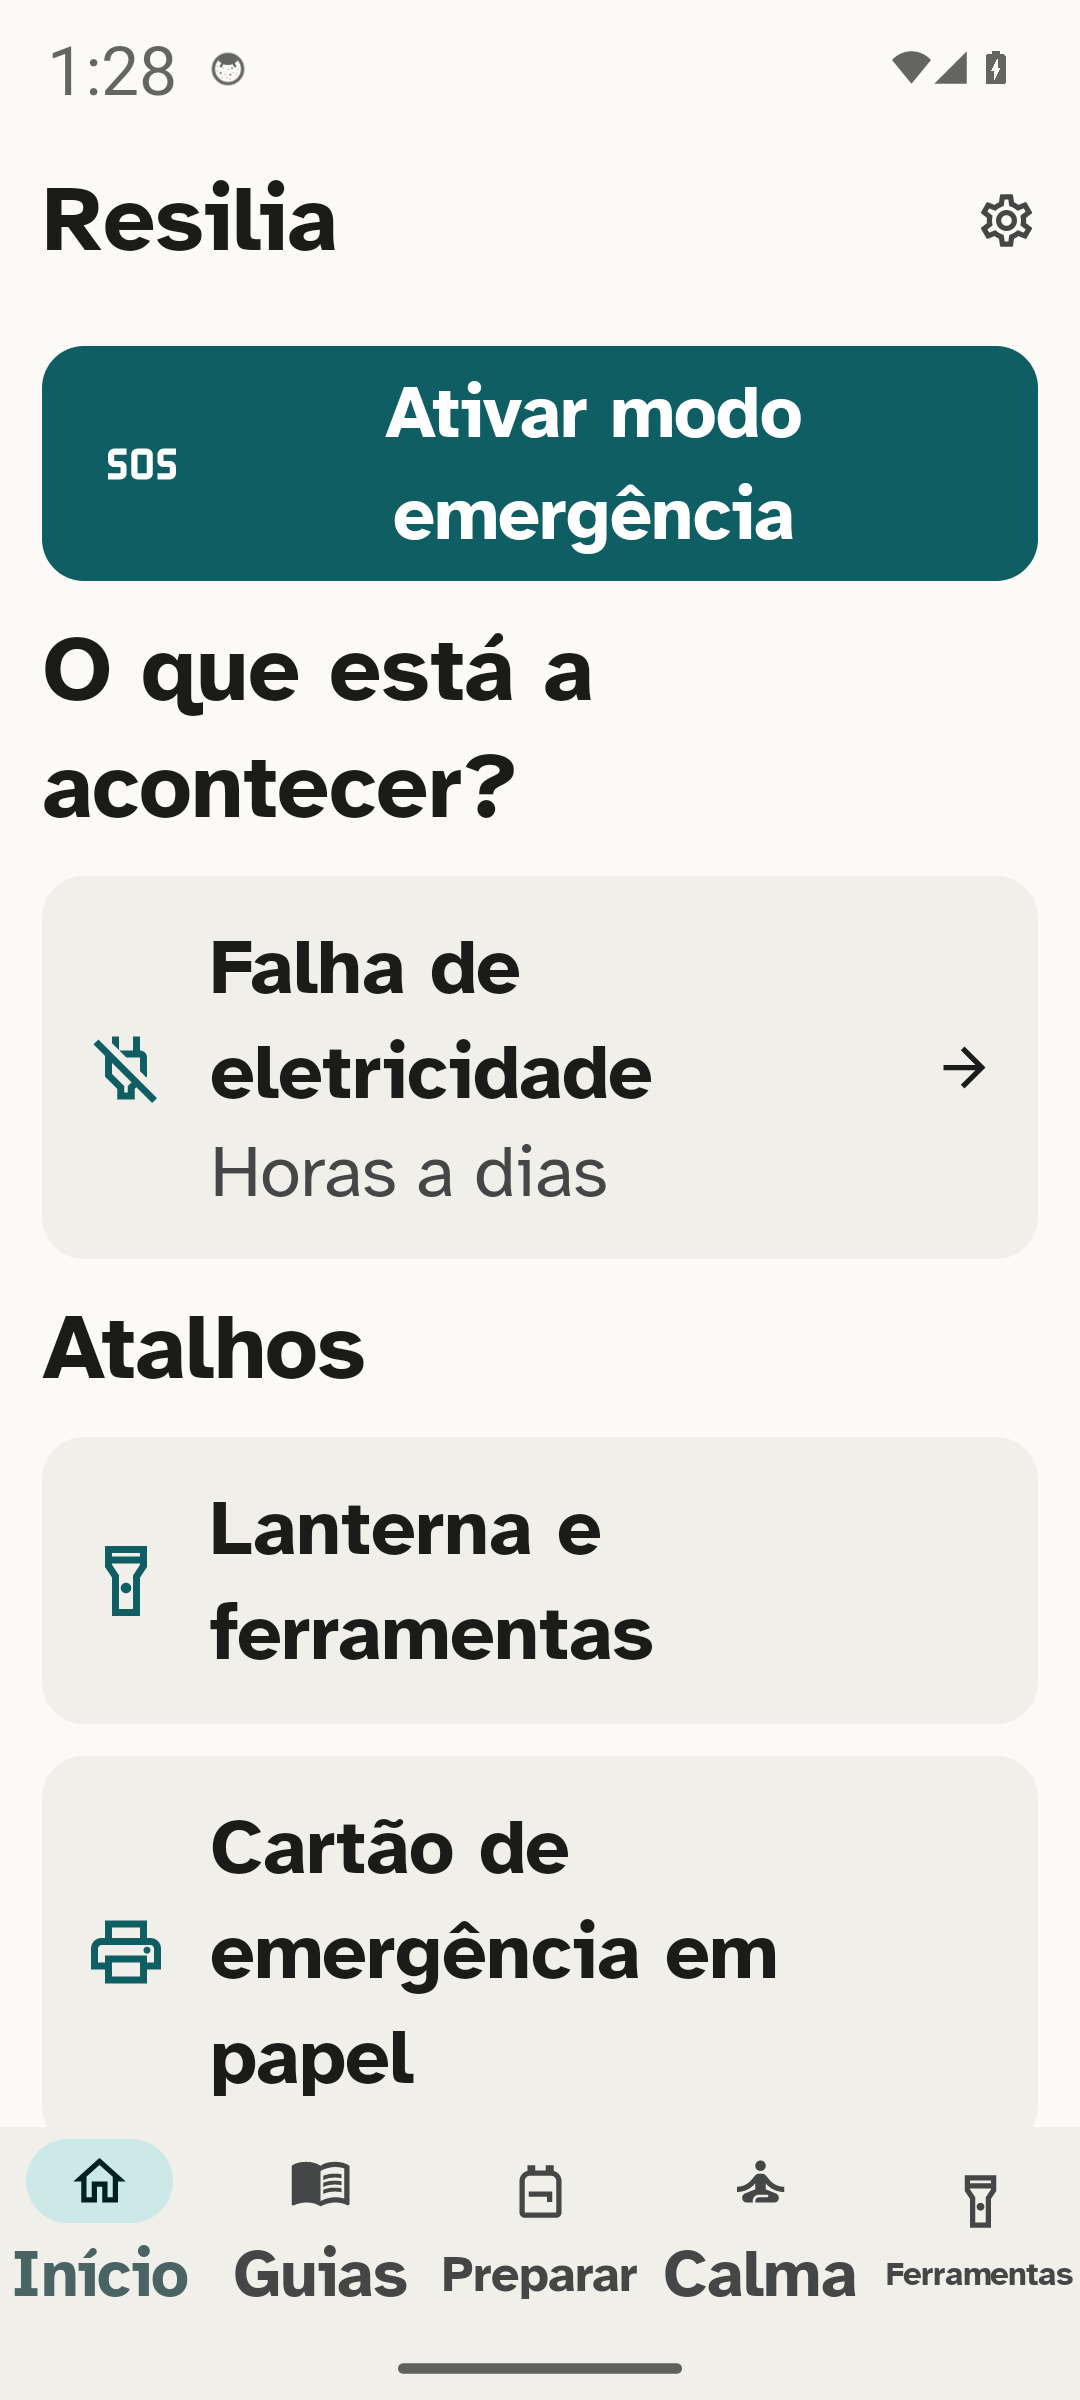 1:28
Resilia
SOS
Ativar modo
emergência
O que está a
acontecer?
Falha de
eletricidade
Horas a dias
Atalhos
Lanterna e
ferramentas
Cartão de
emergência em
papel
Início
Guias
Preparar
Calma
Ferramentas